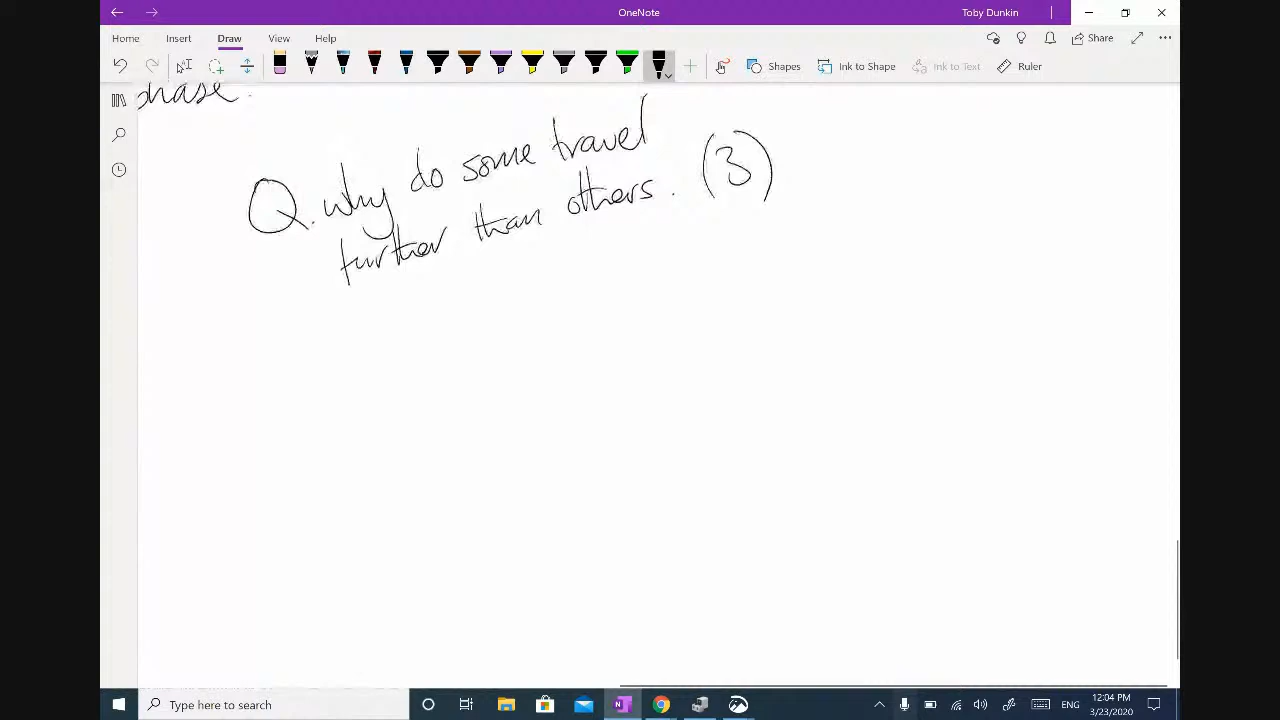 OneNote
Toby Dunkin
Home Insert Draw View Help
Share
Shapes
Ink to Shape
Ink to Text
Ruler
phase.
Q. why do some travel
further than others. (3)
Type here to search
ENG
12:04 PM
3/23/2020